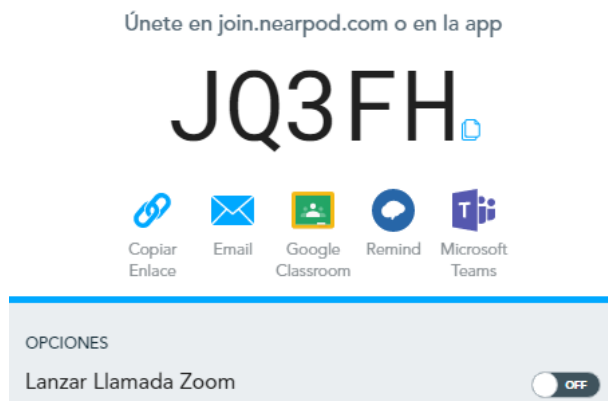 Únete en join.nearpod.com o en la app
JQ3FH
Copiar Enlace
Email
Google Classroom
Remind
Microsoft Teams
OPCIONES
Lanzar Llamada Zoom
OFF